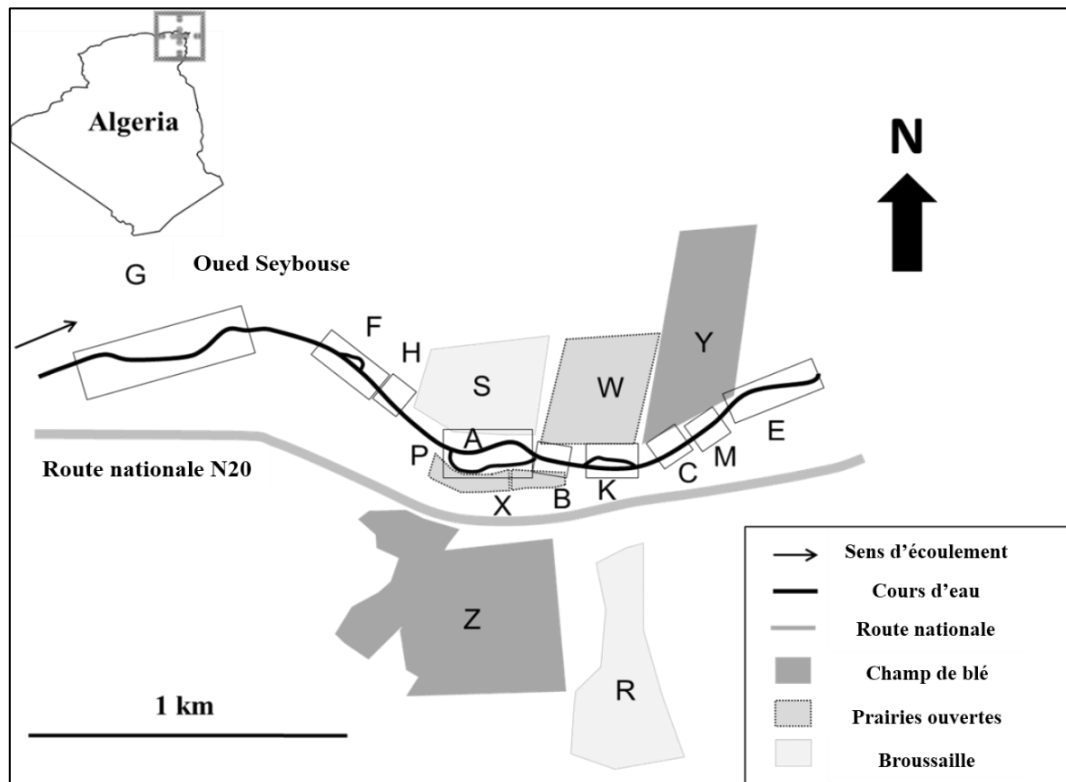 Algeria
N
G
Oued Seybouse
F
H
S
W
Y
E
A
M
P
C
K
B
X
Route nationale N20
Z
R
1 km
Sens d'écoulement
Cours d'eau
Route nationale
Champ de blé
Prairies ouvertes
Broussaille